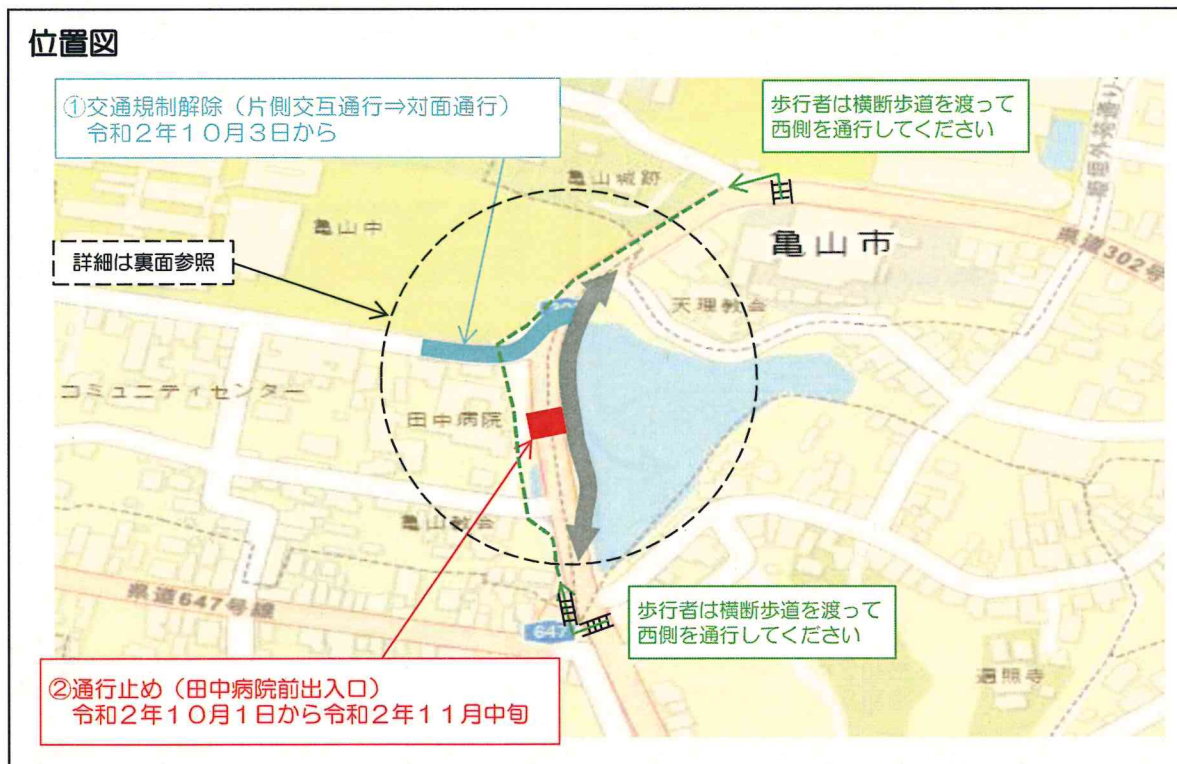 位置図
①交通規制解除（片側交互通行⇒対面通行）
令和２年１０月３日から
歩行者は横断歩道を渡って
西側を通行してください
亀山城跡
亀山中
亀山市
県道302号
詳細は裏面参照
天理教会
コミュニティセンター
田中病院
亀山教会
県道647号線
647
歩行者は横断歩道を渡って
西側を通行してください
遍照寺
②通行止め（田中病院前出入口）
令和２年１０月１日から令和２年１１月中旬